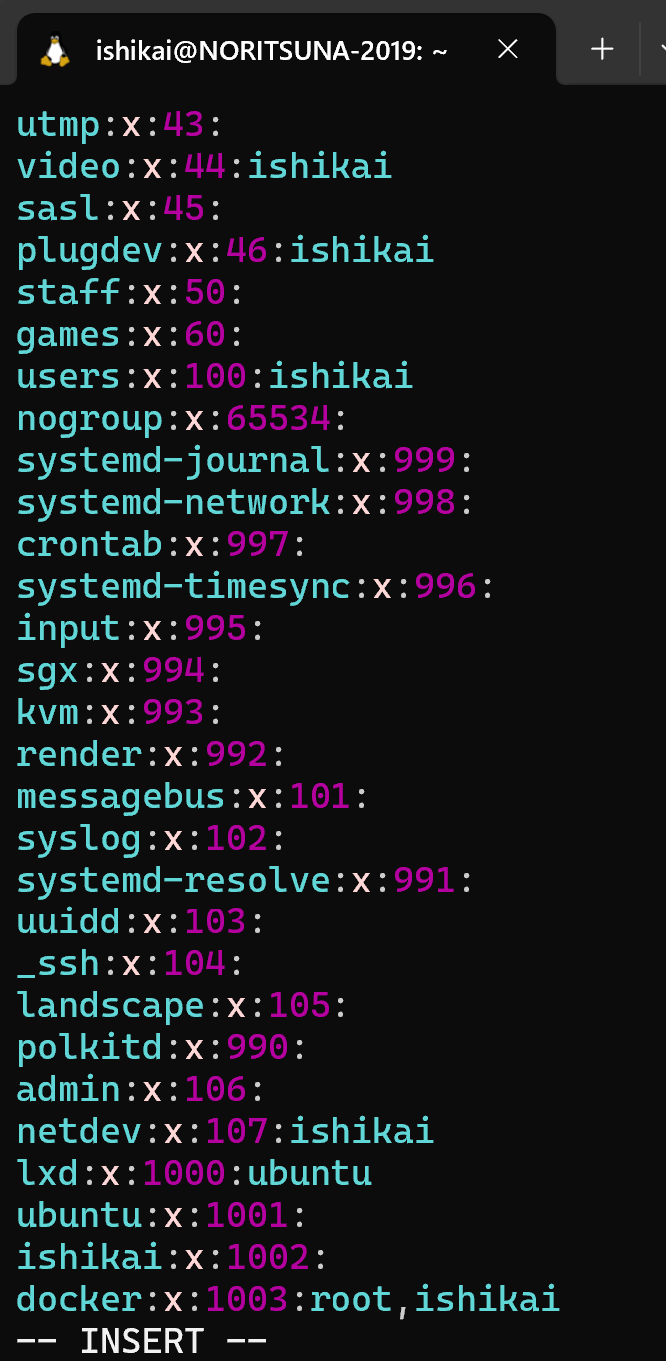 ishikai@NORITSUNA-2019: ~
utmp:x:43:
video:x:44:ishikai
sasl:x:45:
plugdev:x:46:ishikai
staff:x:50:
games:x:60:
users:x:100:ishikai
nogroup:x:65534:
systemd-journal:x:999:
systemd-network:x:998:
crontab:x:997:
systemd-timesync:x:996:
input:x:995:
sgx:x:994:
kvm:x:993:
render:x:992:
messagebus:x:101:
syslog:x:102:
systemd-resolve:x:991:
uuidd:x:103:
_ssh:x:104:
landscape:x:105:
polkitd:x:990:
admin:x:106:
netdev:x:107:ishikai
lxd:x:1000:ubuntu
ubuntu:x:1001:
ishikai:x:1002:
docker:x:1003:root,ishikai
-- INSERT --